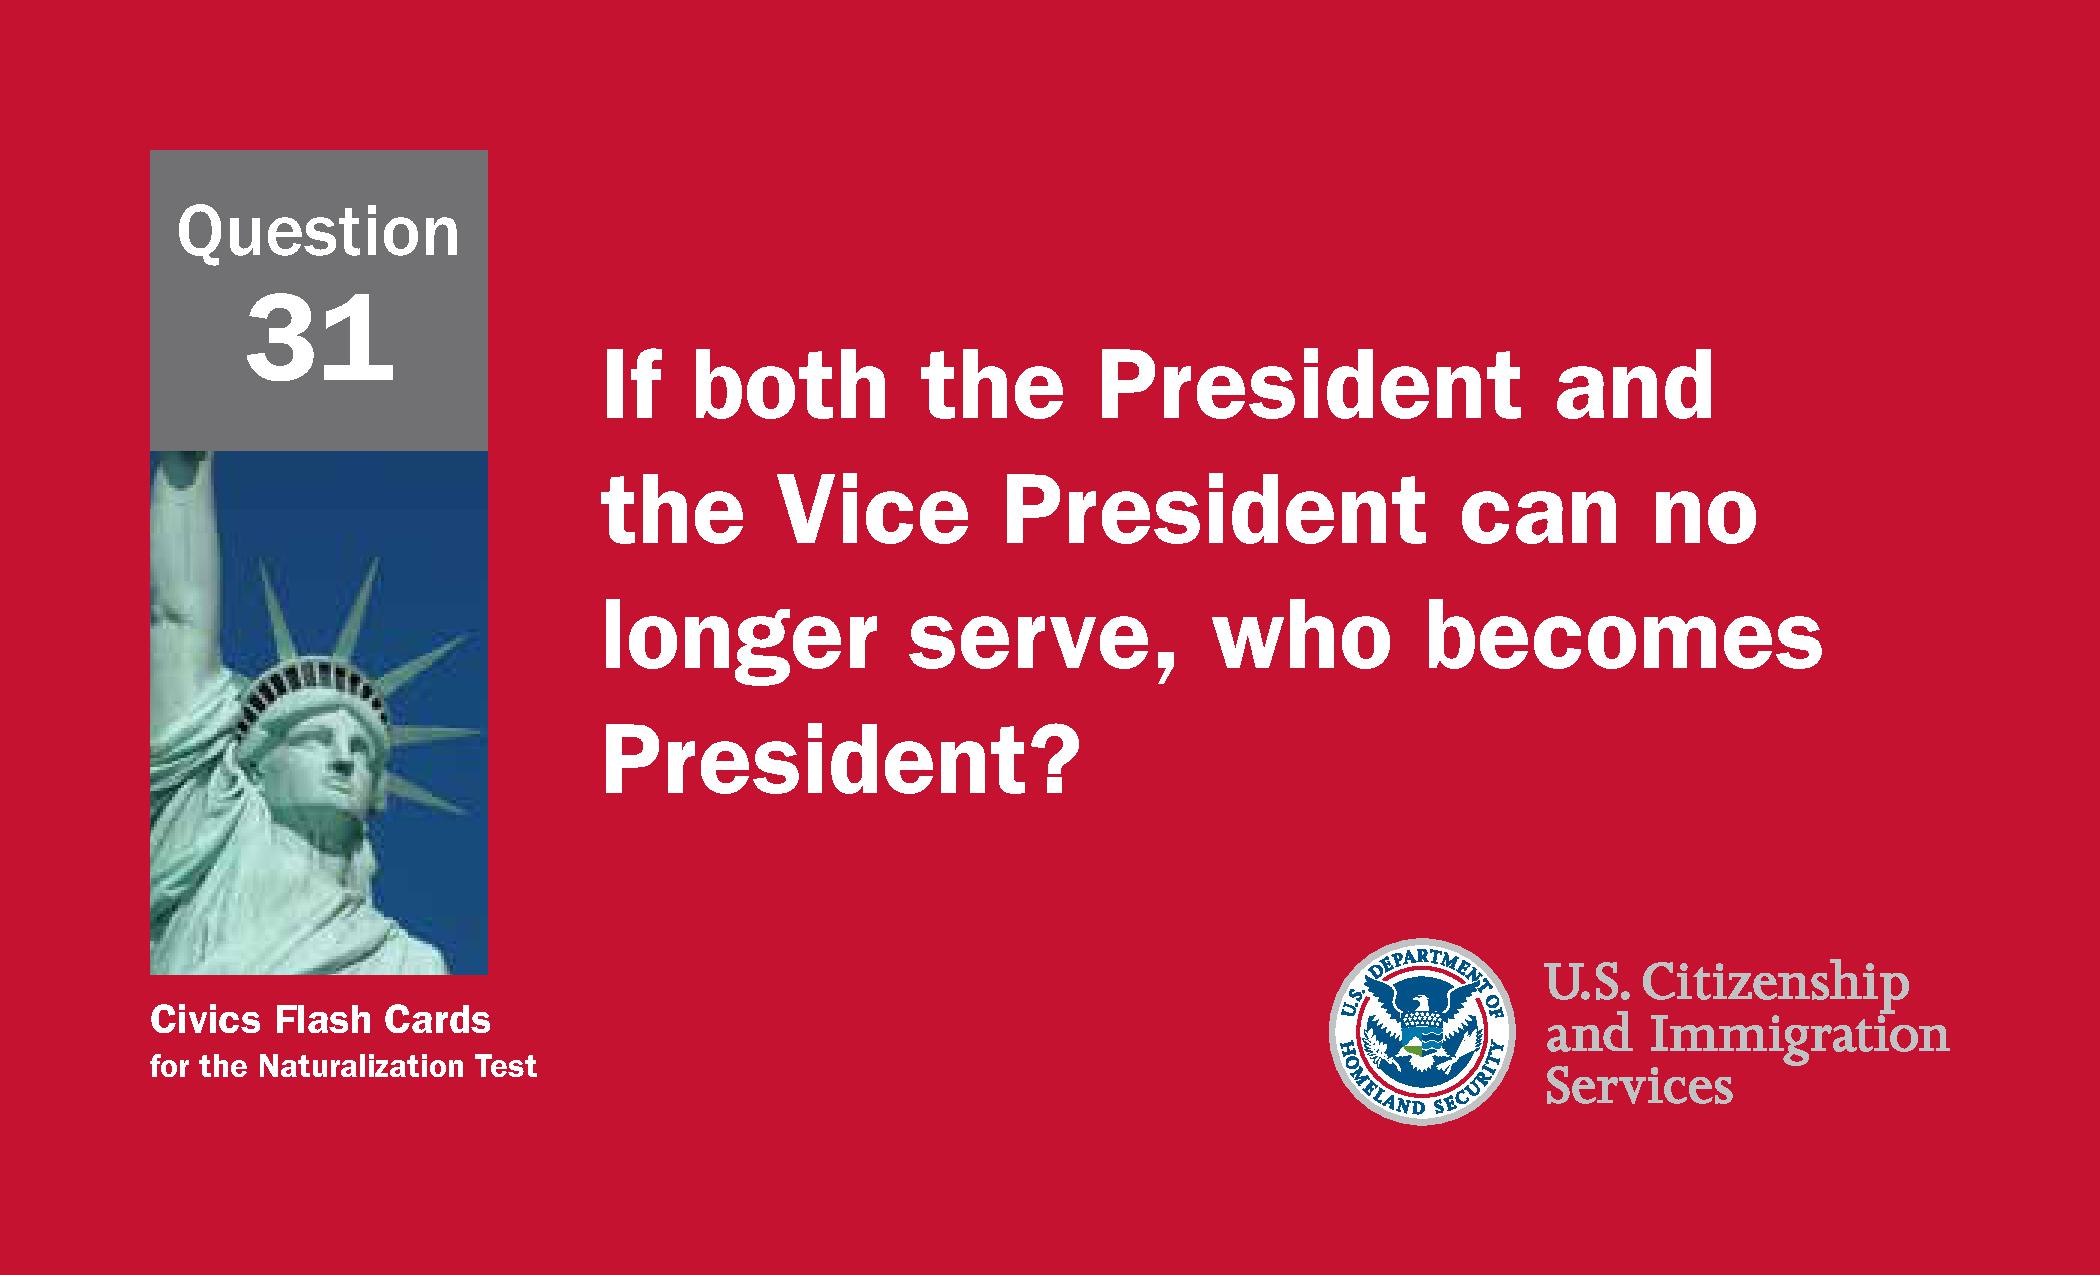 Question
31
If both the President and
the Vice President can no
longer serve, who becomes
President?
Civics Flash Cards
for the Naturalization Test
U.S. DEPARTMENT OF
HOMELAND SECURITY
U.S. Citizenship
and Immigration
Services